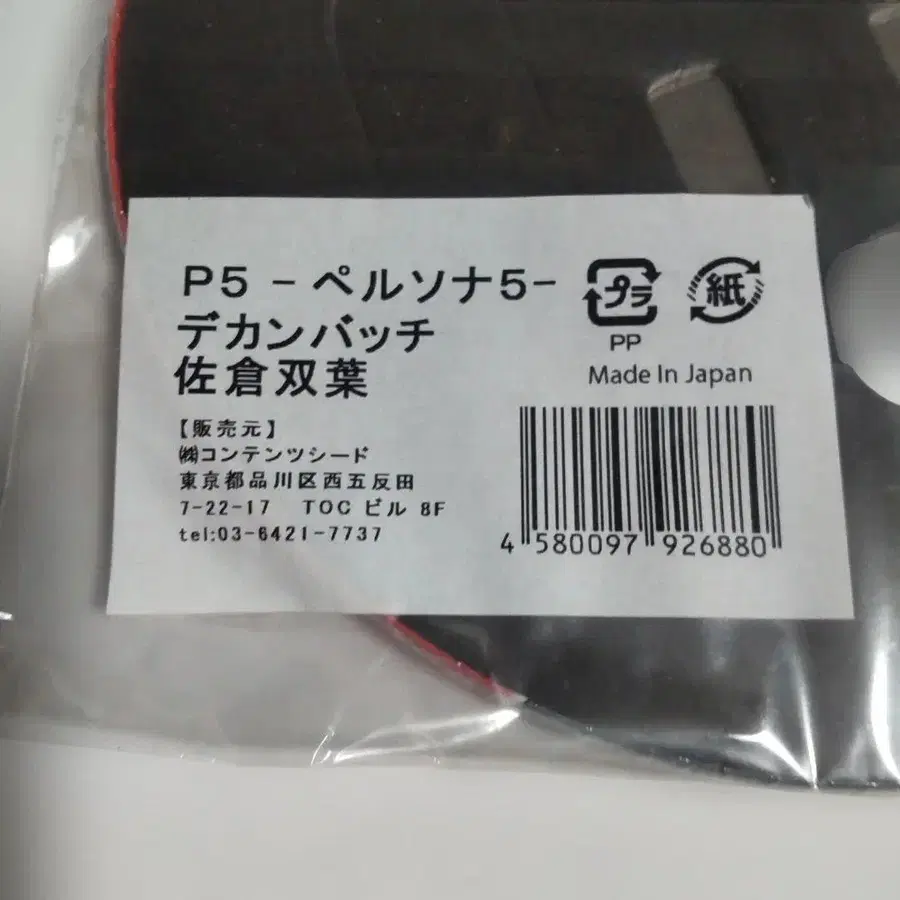 P5 -ペルソナ5-
デカンバッチ
佐倉双葉
プラ
PP
紙
Made In Japan
【販売元】
㈱コンテンツシード
東京都品川区西五反田
7-22-17 TOC ビル 8F
tel:03-6421-7737
4 580097 926880